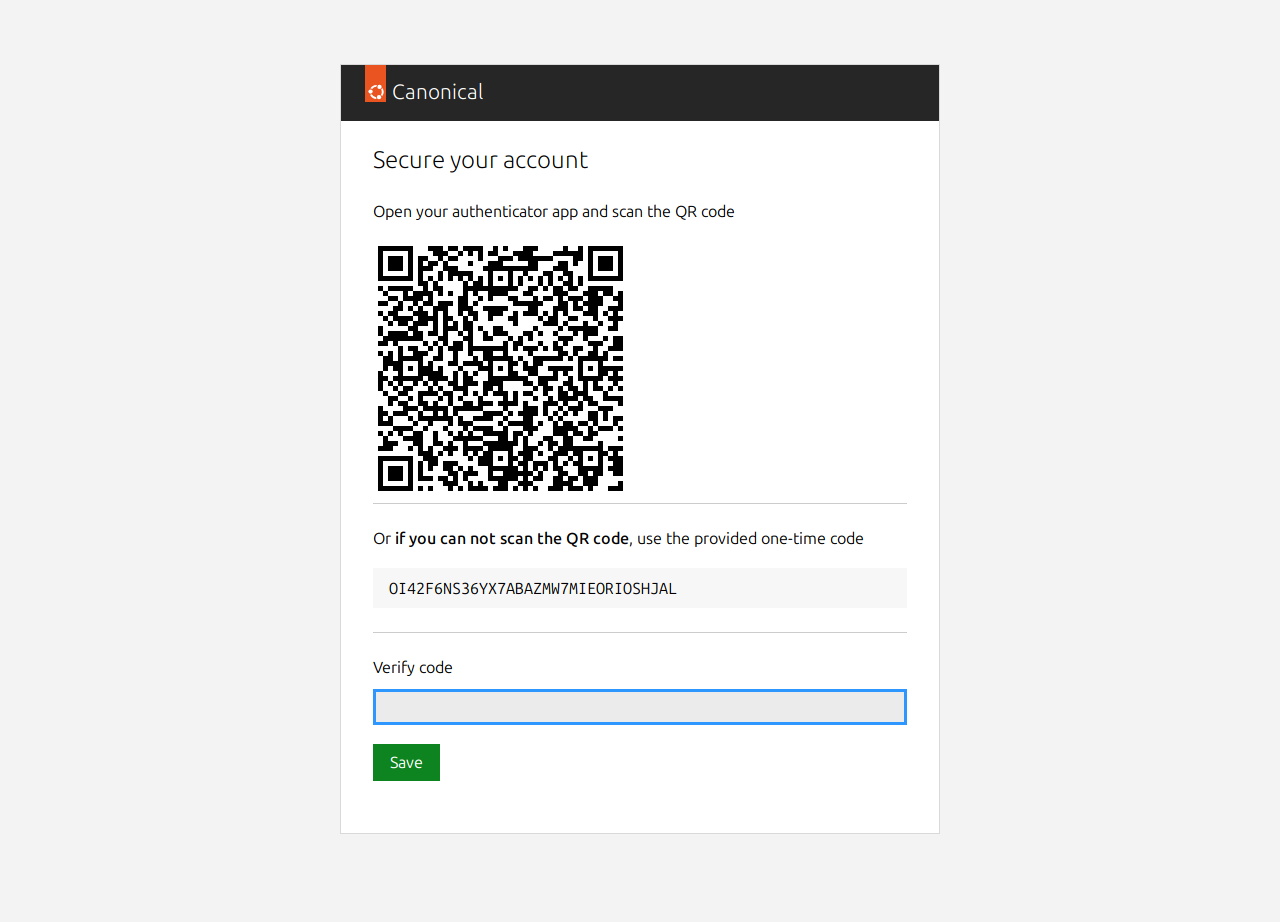 Canonical
Secure your account
Open your authenticator app and scan the QR code
Or if you can not scan the QR code, use the provided one-time code
OI42F6NS36YX7ABAZMW7MIEORIOSHJAL
Verify code
Save